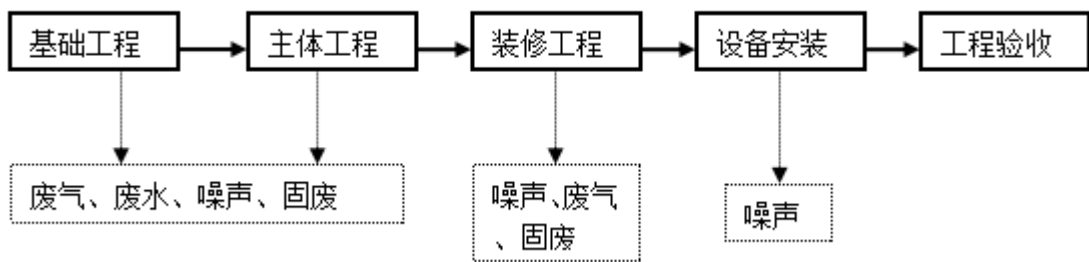 基础工程
主体工程
装修工程
设备安装
工程验收
废气、废水、噪声、固废
噪声、废气
、固废
噪声